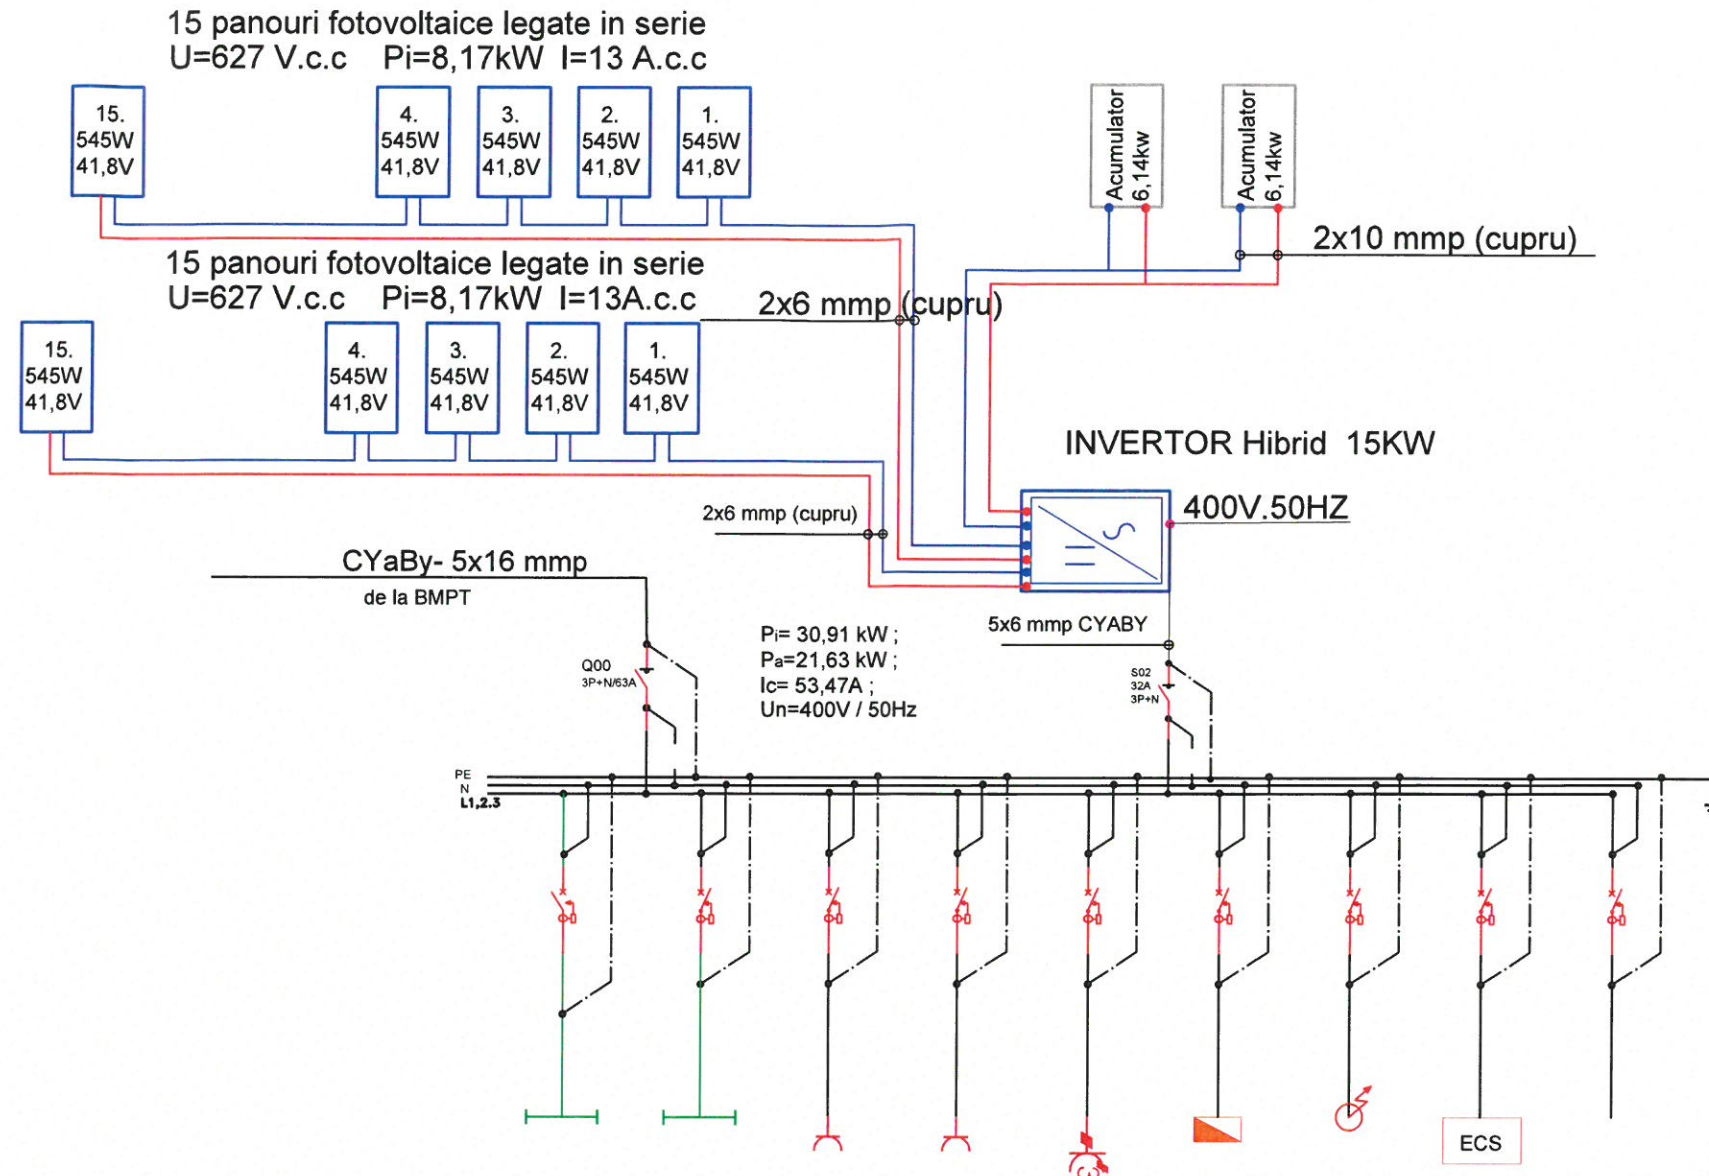 15 panouri fotovoltaice legate in serie
U=627 V.c.c Pi=8,17kW I=13 A.c.c
15.
545W
41,8V
4.
545W
41,8V
3.
545W
41,8V
2.
545W
41,8V
1.
545W
41,8V
Acumulator
6,14kw
Acumulator
6,14kw
2x10 mmp (cupru)
15 panouri fotovoltaice legate in serie
U=627 V.c.c Pi=8,17kW I=13A.c.c
2x6 mmp (cupru)
15.
545W
41,8V
4.
545W
41,8V
3.
545W
41,8V
2.
545W
41,8V
1.
545W
41,8V
INVERTOR Hibrid 15KW
400V.50HZ
2x6 mmp (cupru)
CYaBy- 5x16 mmp
de la BMPT
5x6 mmp CYABY
Pi= 30,91 kW ;
Pa=21,63 kW ;
Ic= 53,47A ;
Un=400V / 50Hz
Q00
3P+N/63A
S02
32A
3P+N
PE
N
L1,2.3
ECS